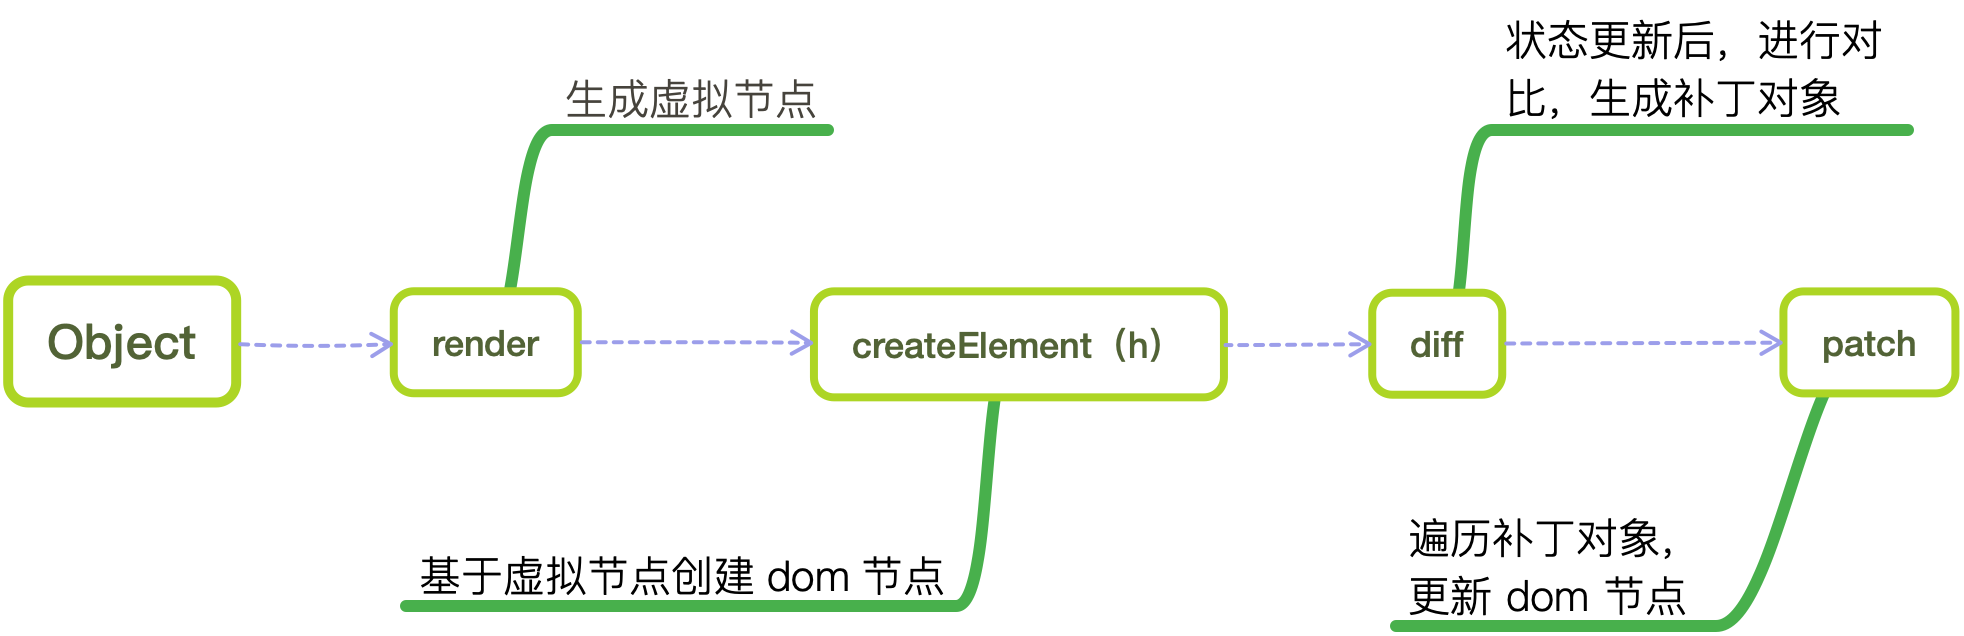 状态更新后，进行对
比，生成补丁对象
生成虚拟节点
Object
render
createElement（h）
diff
patch
基于虚拟节点创建 dom 节点
遍历补丁对象，
更新 dom 节点